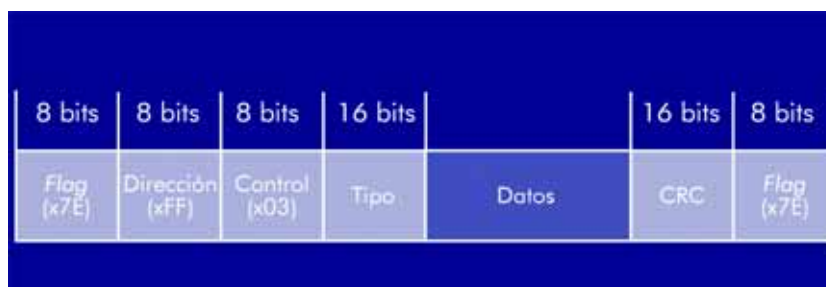 8 bits 8 bits 8 bits 16 bits 16 bits 8 bits
Flag Dirección Control Tipo Datos CRC Flag
(x7E) (xFF) (x03) (x7E)